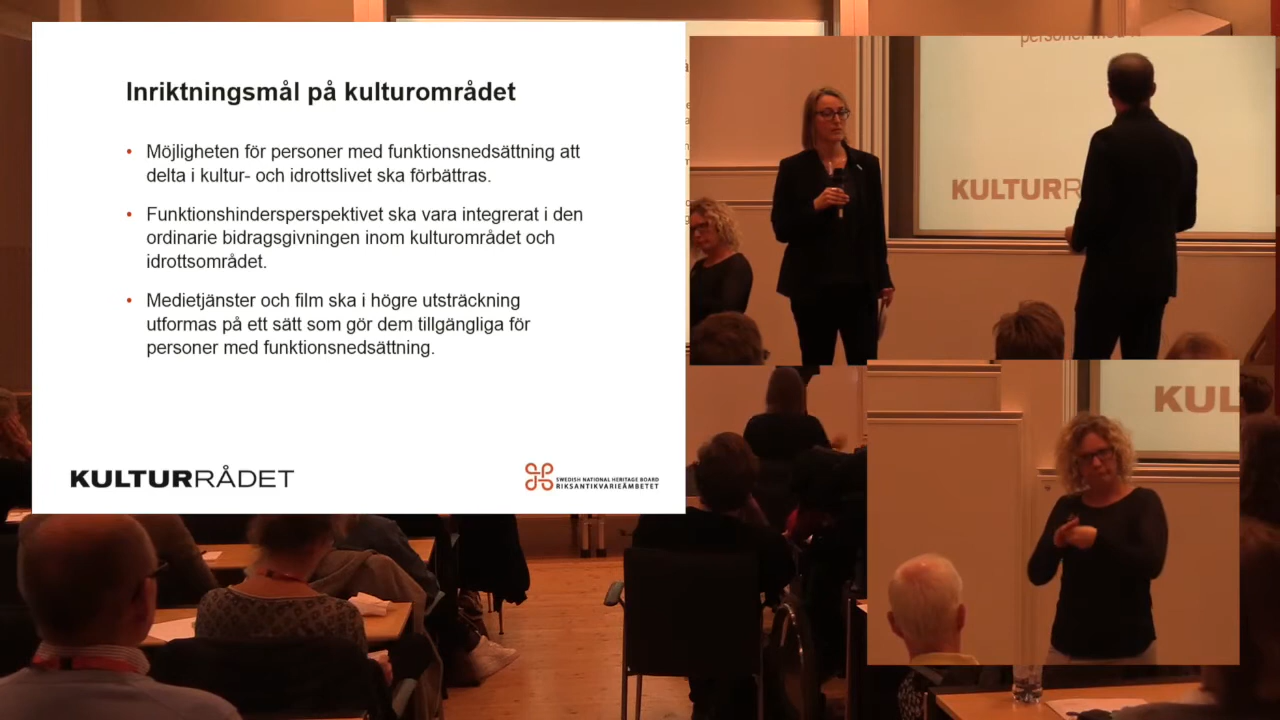 Inriktningsmål på kulturområdet
• Möjligheten för personer med funktionsnedsättning att
delta i kultur- och idrottslivet ska förbättras.
• Funktionshindersperspektivet ska vara integrerat i den
ordinarie bidragsgivningen inom kulturområdet och
idrottsområdet.
• Medietjänster och film ska i högre utsträckning
utformas på ett sätt som gör dem tillgängliga för
personer med funktionsnedsättning.
KULTURRÅDET
SWEDISH NATIONAL HERITAGE BOARD
RIKSANTIKVARIEÄMBETET
personer med
KULTURR
KUL